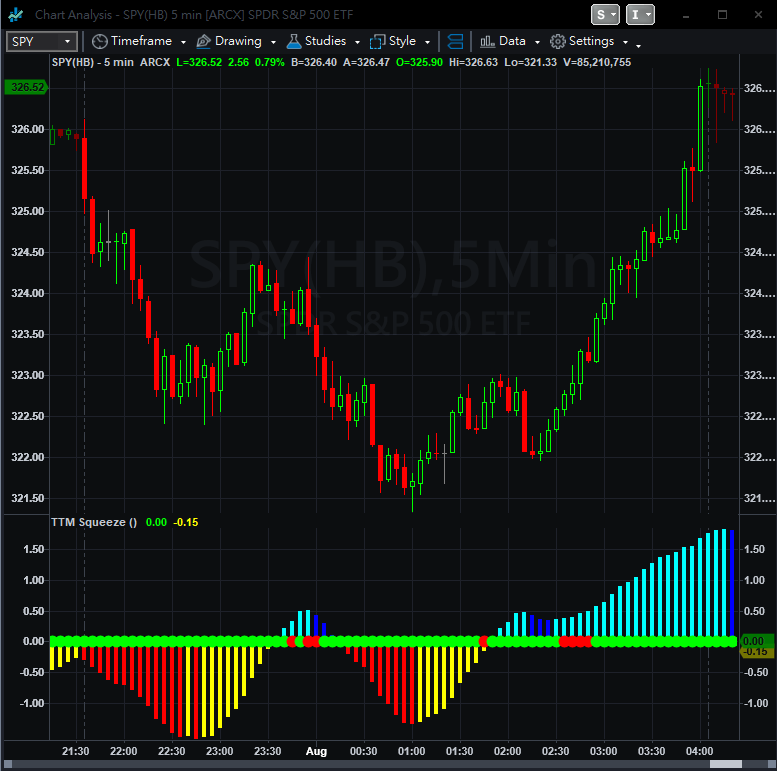 Chart Analysis - SPY(HB) 5 min [ARCX] SPDR S&P 500 ETF
S I
SPY Timeframe Drawing Studies Style Data Settings
SPY(HB) - 5 min ARCX L=326.52 2.56 0.79% B=326.40 A=326.47 O=325.90 Hi=326.63 Lo=321.33 V=85,210,755
326.52 326....
326.00 326....
325.50 325....
325.00 325....
324.50 324....
SPY(HB),5Min
324.00 324....
SPDR S&P 500 ETF
323.50 323....
323.00 323....
322.50 322....
322.00 322....
321.50 321....
TTM Squeeze () 0.00 -0.15
1.50 1.50
1.00 1.00
0.50 0.50
0.00 0.00
-0.15
-0.50 -0.50
-1.00 -1.00
21:30 22:00 22:30 23:00 23:30 Aug 00:30 01:00 01:30 02:00 02:30 03:00 03:30 04:00